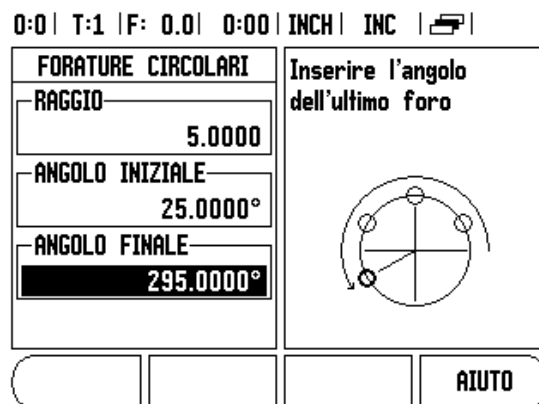 0:0| T:1 |F: 0.0| 0:00| INCH| INC
FORATURE CIRCOLARI
RAGGIO
5.0000
ANGOLO INIZIALE
25.0000°
ANGOLO FINALE
295.0000°
Inserire l'angolo
dell'ultimo foro
AIUTO